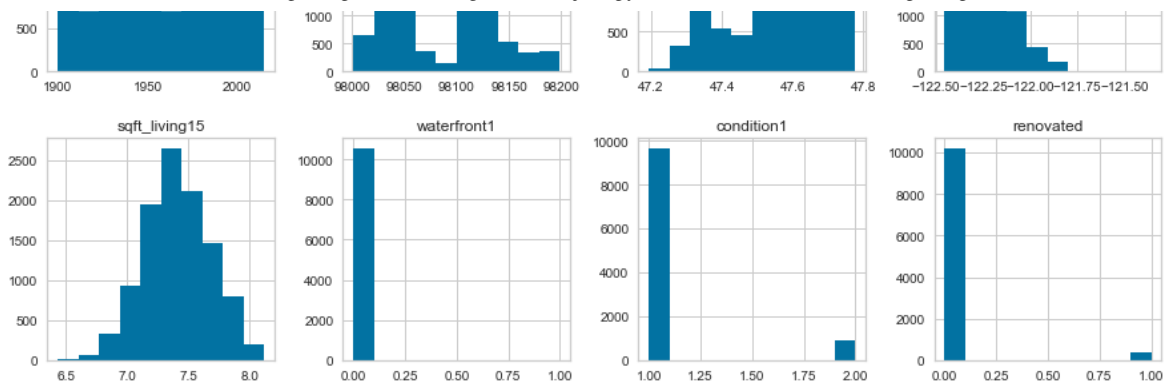 1000 1000
500 500 500 500
0 0 0 0
1900 1950 2000 98000 98050 98100 98150 98200 47.2 47.4 47.6 47.8 −122.50−122.25−122.00−121.75−121.50
sqft_living15 waterfront1 condition1 renovated
2500 10000 10000 10000
2000 8000 8000 8000
1500 6000 6000 6000
1000 4000 4000 4000
500 2000 2000 2000
0 0 0 0
6.5 7.0 7.5 8.0 0.00 0.25 0.50 0.75 1.00 1.00 1.25 1.50 1.75 2.00 0.00 0.25 0.50 0.75 1.00